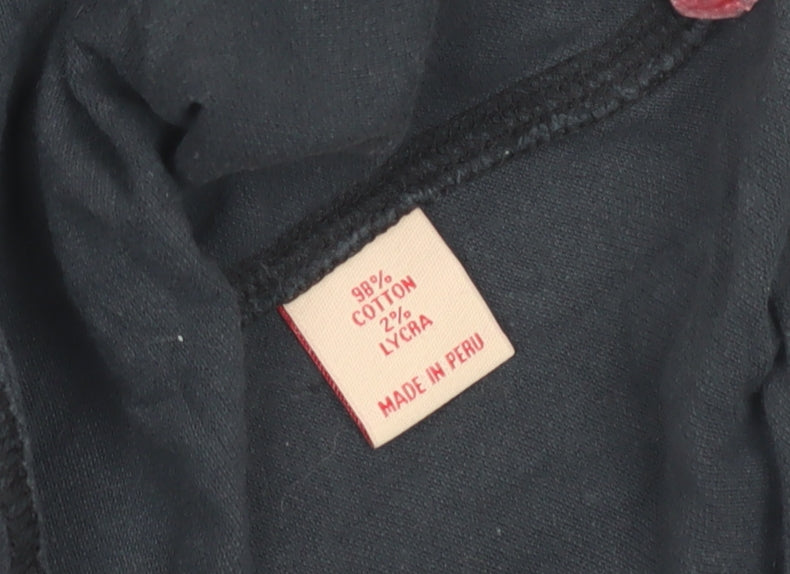 98%
COTTON
2%
LYCRA
MADE IN PERU